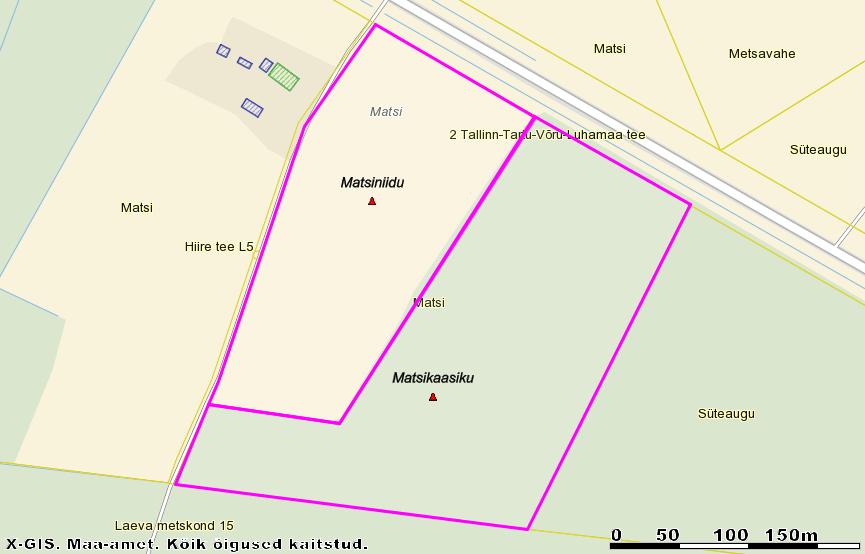 Matsi
Metsavahe
Matsi
2 Tallinn-Tartu-Võru-Luhamaa tee
Süteaugu
Matsiniidu
Matsi
Hiire tee L5
Matsi
Matsikaasiku
Süteaugu
Laeva metskond 15
X-GIS. Maa-amet. Kõik õigused kaitstud.
0 50 100 150m